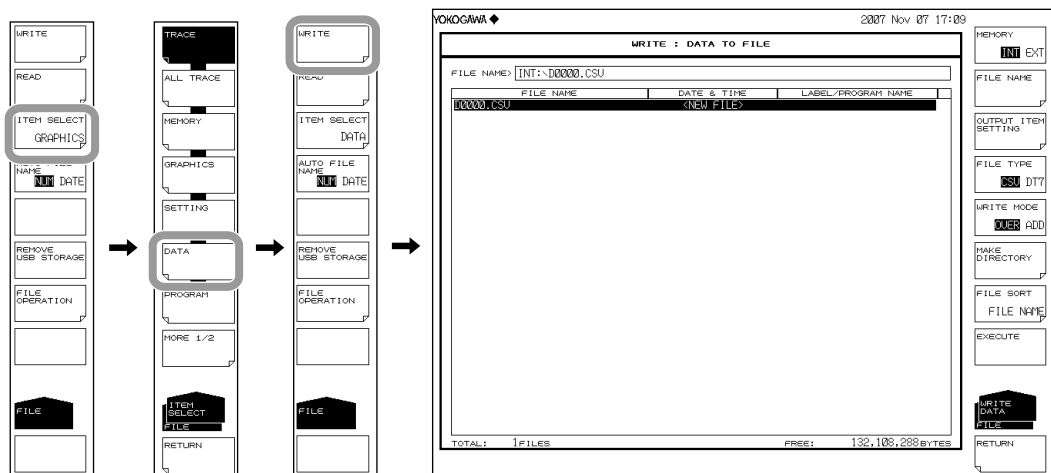 WRITE
READ
ITEM SELECT
GRAPHICS
AUTO FILE
NAME
NUM DATE
REMOVE
USB STORAGE
FILE
OPERATION
FILE
TRACE
ALL TRACE
MEMORY
GRAPHICS
SETTING
DATA
PROGRAM
MORE 1/2
ITEM
SELECT
FILE
RETURN
WRITE
READ
ITEM SELECT
DATA
AUTO FILE
NAME
NUM DATE
REMOVE
USB STORAGE
FILE
OPERATION
FILE
YOKOGAWA ◆ 2007 Nov 07 17:09
WRITE : DATA TO FILE
FILE NAME> INT:\D0000.CSV
FILE NAME DATE & TIME LABEL/PROGRAM NAME
D0000.CSV <NEW FILE>
TOTAL: 1FILES FREE: 132,108,288BYTES
MEMORY
INT EXT
FILE NAME
OUTPUT ITEM
SETTING
FILE TYPE
CSV DT7
WRITE MODE
OVER ADD
MAKE
DIRECTORY
FILE SORT
FILE NAME
EXECUTE
WRITE
DATA
FILE
RETURN